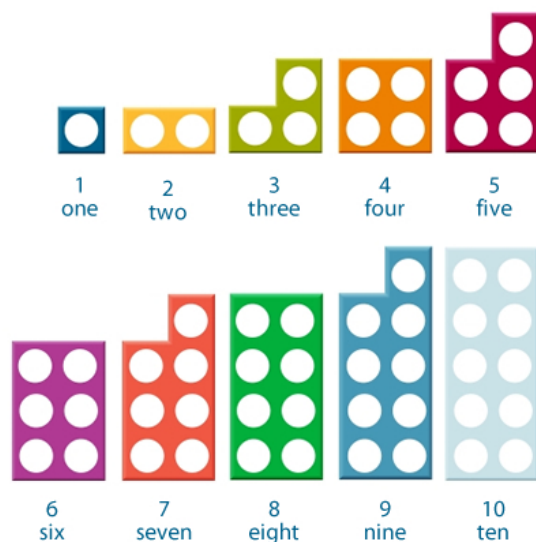 1
one
2
two
3
three
4
four
5
five
6
six
7
seven
8
eight
9
nine
10
ten